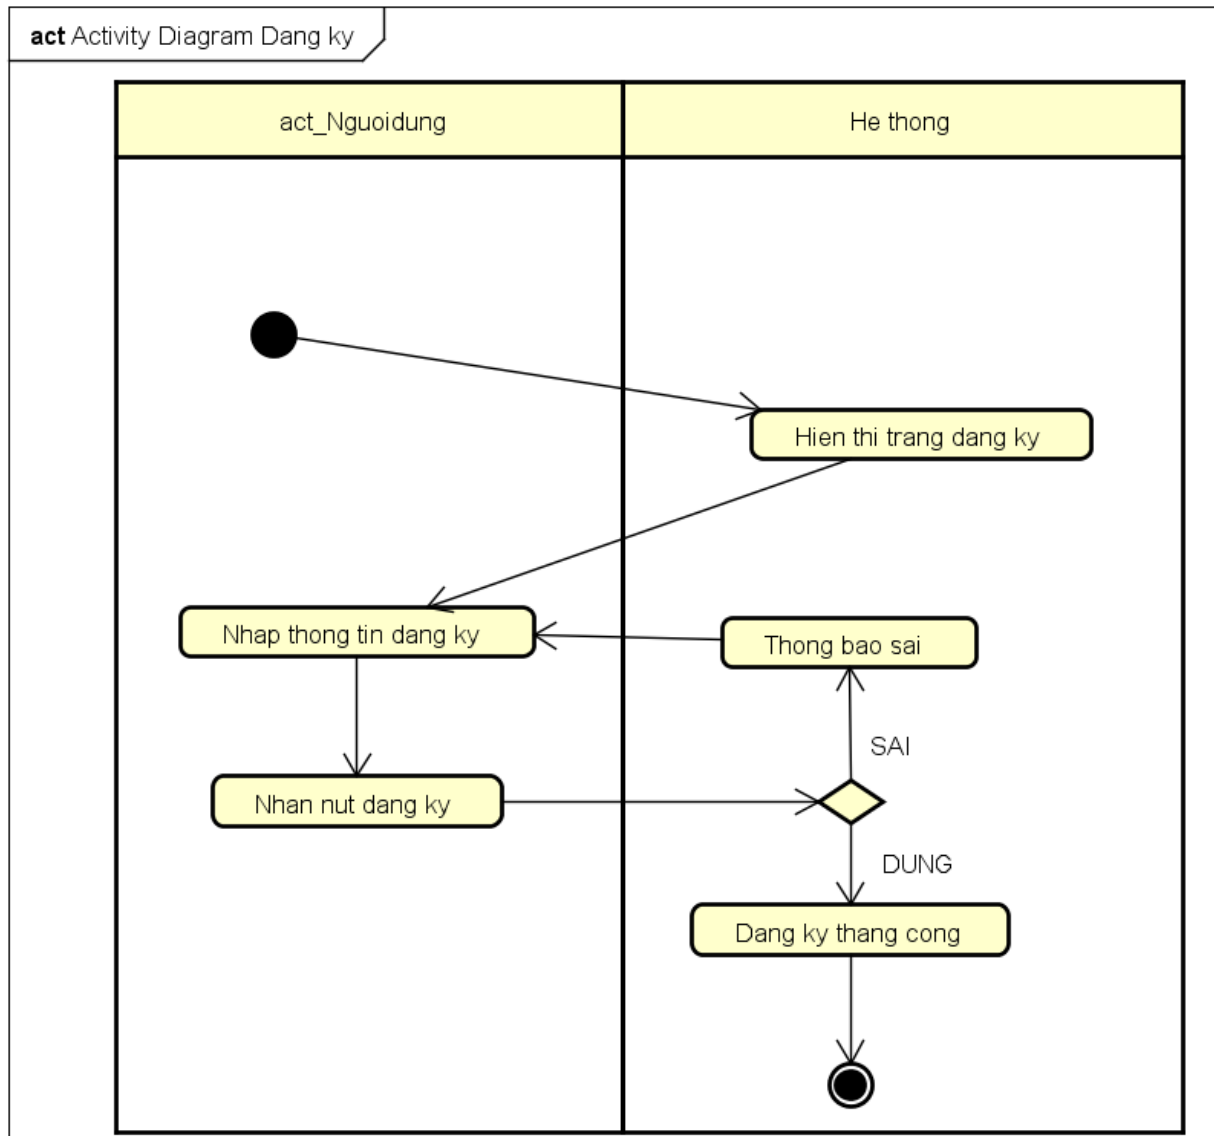 act Activity Diagram Dang ky
act_Nguoidung
He thong
Hien thi trang dang ky
Nhap thong tin dang ky
Thong bao sai
SAI
Nhan nut dang ky
DUNG
Dang ky thang cong